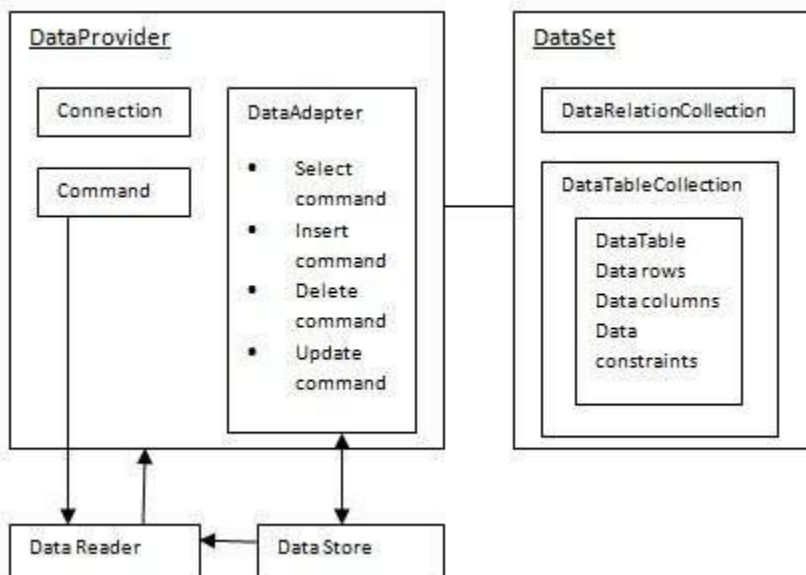 DataProvider
Connection
Command
DataAdapter
• Select
command
• Insert
command
• Delete
command
• Update
command
DataSet
DataRelationCollection
DataTableCollection
DataTable
Data rows
Data columns
Data
constraints
Data Reader
Data Store